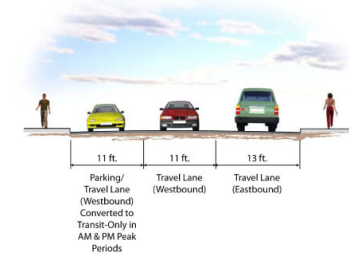 11 ft.
11 ft.
13 ft.
Parking/
Travel Lane
(Westbound)
Converted to
Transit-Only in
AM & PM Peak
Periods
Travel Lane
(Westbound)
Travel Lane
(Eastbound)